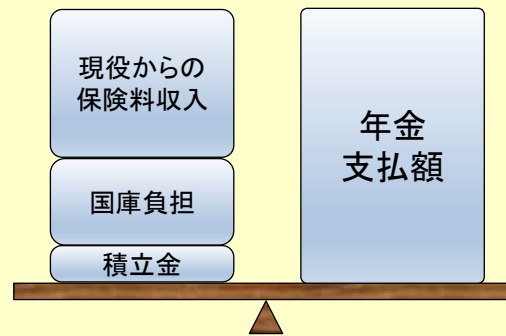 現役からの
保険料収入
国庫負担
積立金
年金
支払額